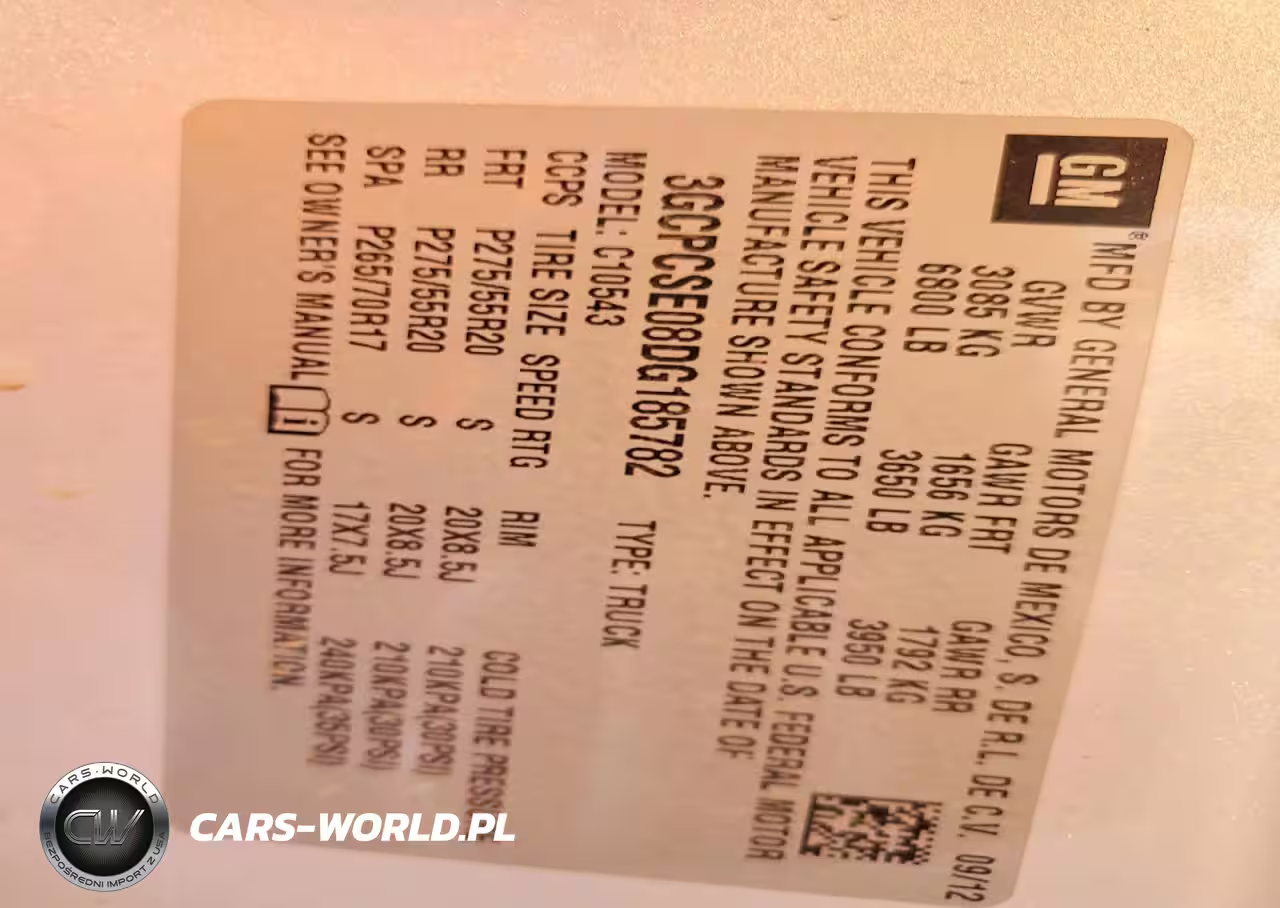 GM® MFD BY GENERAL MOTORS DE MEXICO, S. DE R.L. DE C.V. 09/12
GVWR GAWR FRT GAWR RR
3085 KG 1656 KG 1792 KG
6800 LB 3650 LB 3950 LB
THIS VEHICLE CONFORMS TO ALL APPLICABLE U.S. FEDERAL MOTOR
VEHICLE SAFETY STANDARDS IN EFFECT ON THE DATE OF
MANUFACTURE SHOWN ABOVE.
3GCPCSE08DG185782 TYPE: TRUCK
MODEL: C10543
CCPS TIRE SIZE SPEED RTG RIM COLD TIRE
FRT P275/55R20 S 20X8.5J 210KPA(30PSI)
RR P275/55R20 S 20X8.5J 210KPA(30PSI)
SPA P265/70R17 S 17X7.5J 240KPA(35PSI)
SEE OWNER'S MANUAL i FOR MORE INFORMATION.
CARS-WORLD
CW
BEZPOŚREDNI IMPORT Z USA
CARS-WORLD.PL